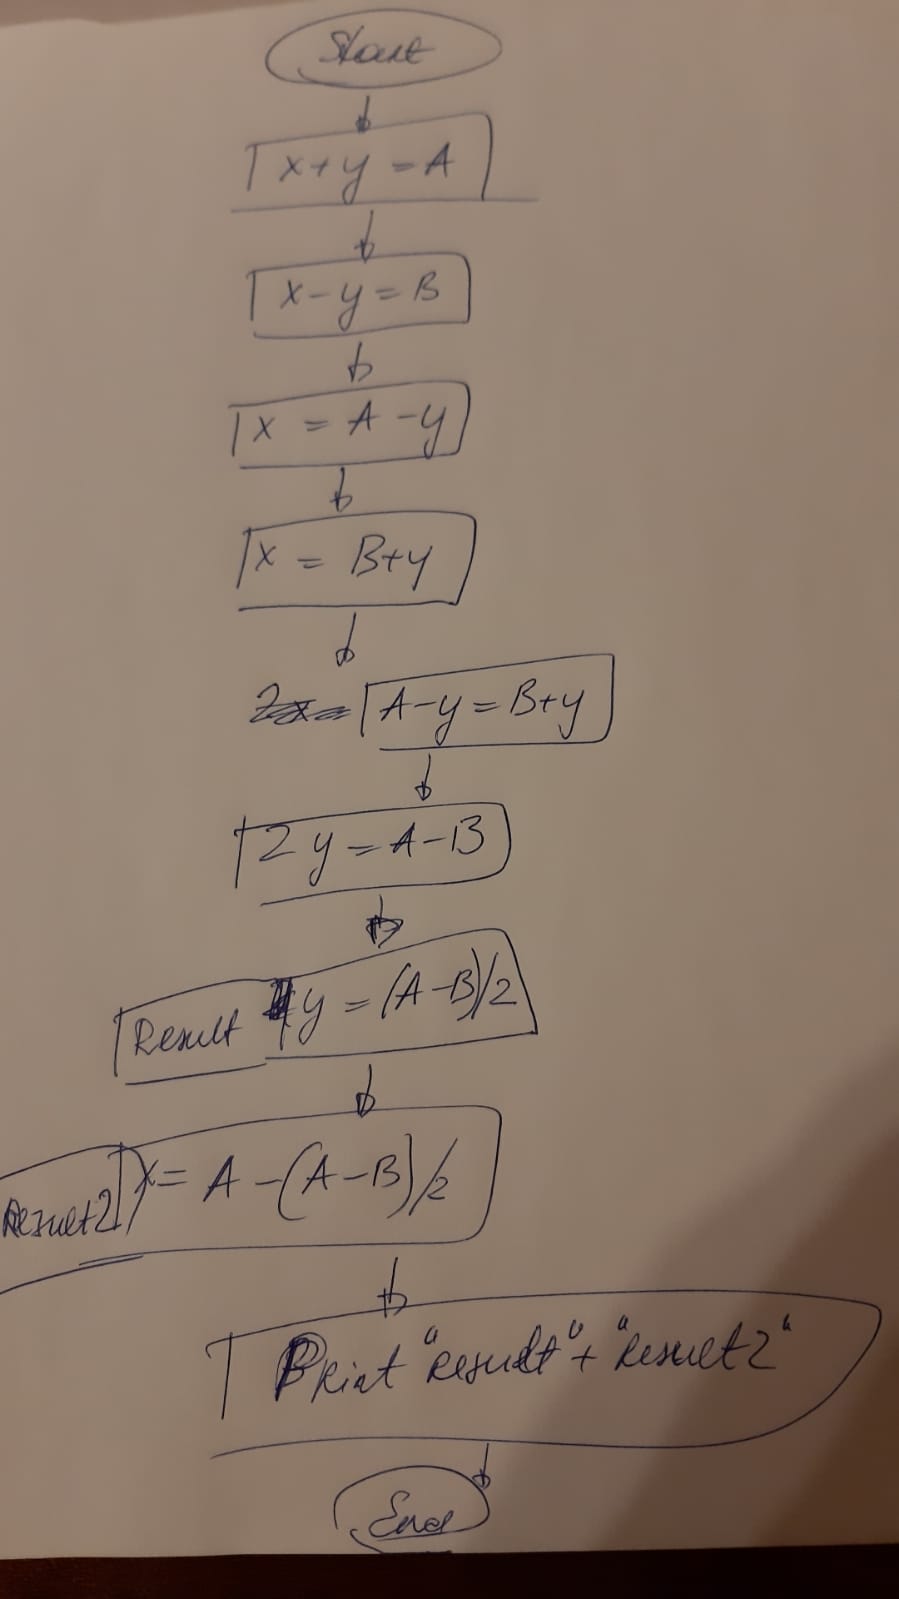 Start
x+y=A
x-y=B
x=A-y
x=B+y
A-y=B+y
2y=A-B
Result y=(A-B)/2
Result2 x=A-(A-B)/2
Print "Result"+"Result2"
End